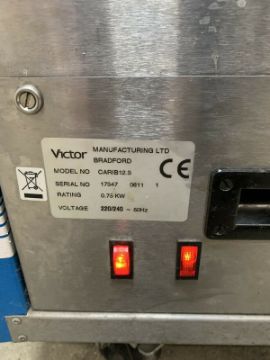 Victor MANUFACTURING LTD
BRADFORD
CE
MODEL NO CARIB12.5
SERIAL NO 17047 0611 1
RATING 0.75 KW
VOLTAGE 220/240 ~ 50Hz